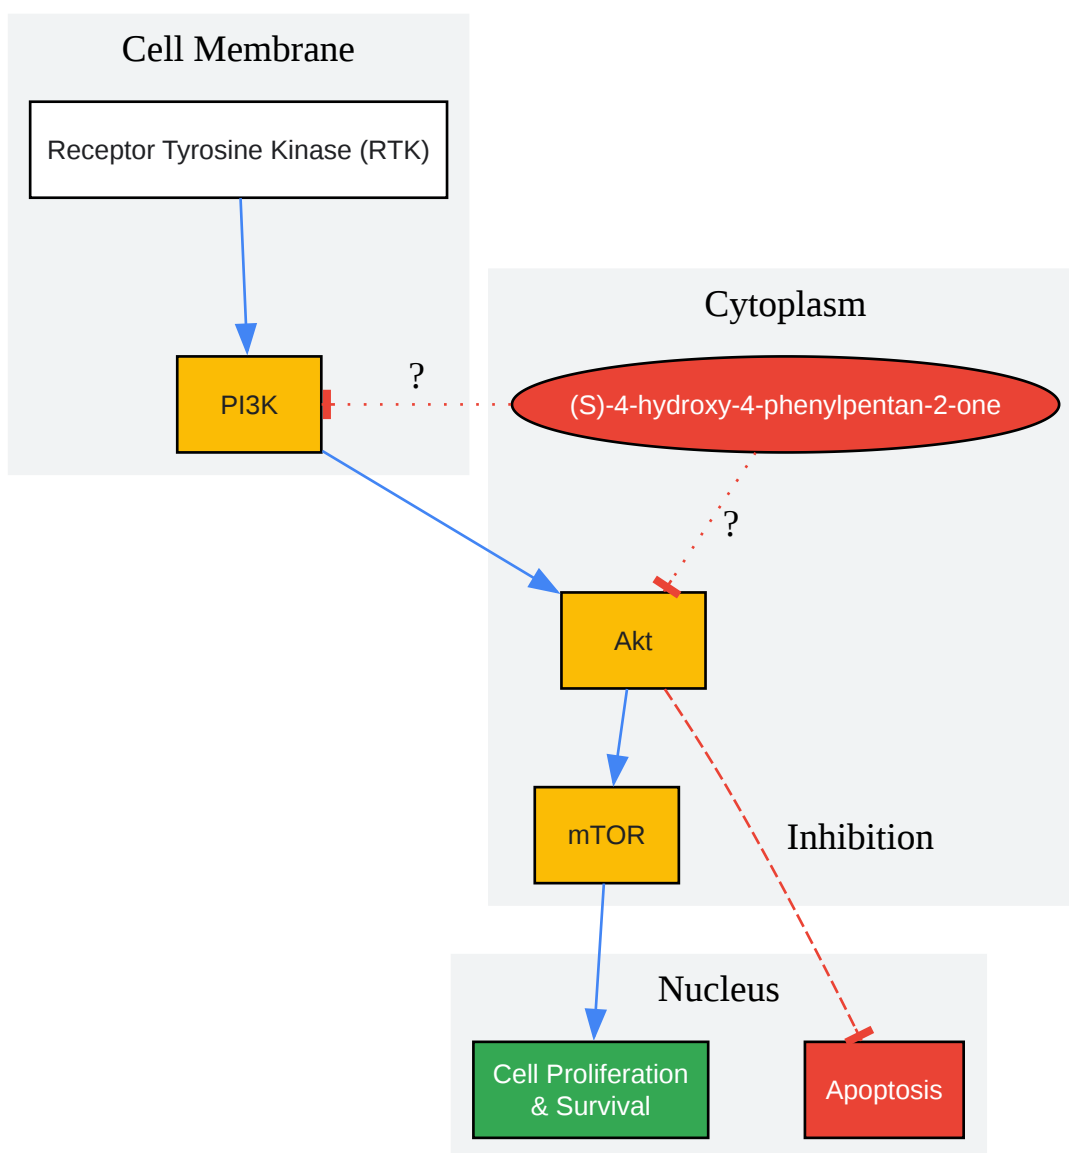 Cell Membrane
Receptor Tyrosine Kinase (RTK)
Cytoplasm
PI3K
?
(S)-4-hydroxy-4-phenylpentan-2-one
?
Akt
mTOR
Inhibition
Nucleus
Cell Proliferation
& Survival
Apoptosis